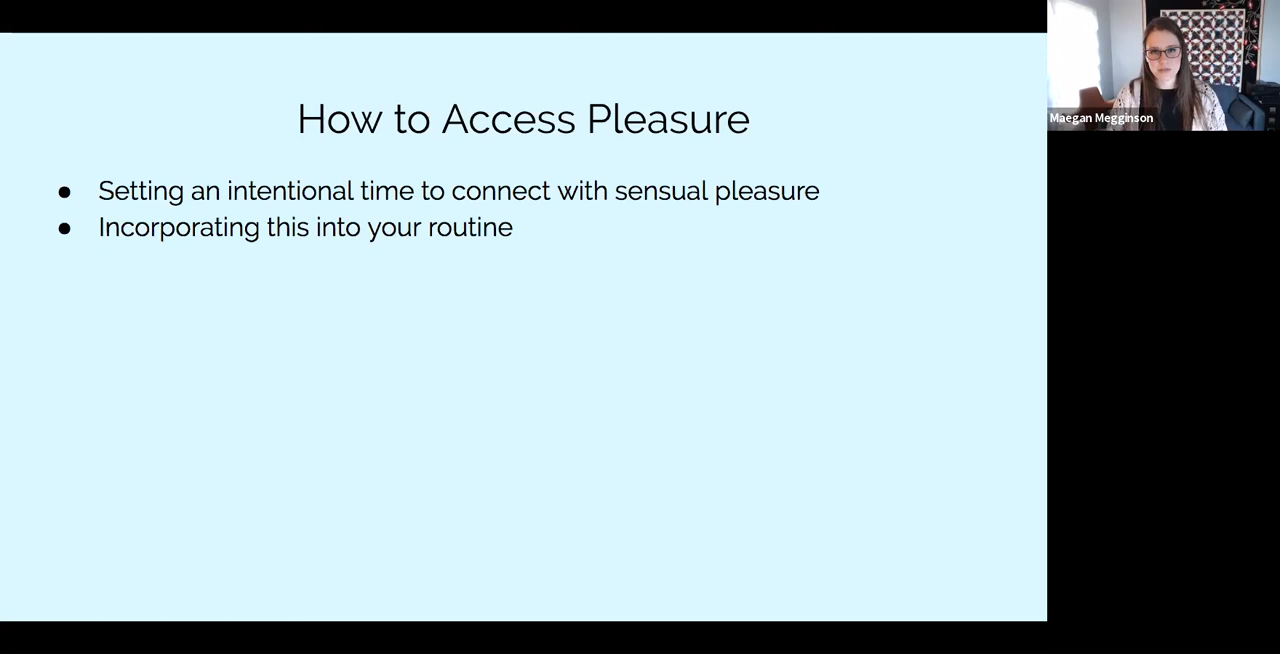 How to Access Pleasure
● Setting an intentional time to connect with sensual pleasure
● Incorporating this into your routine
Maegan Megginson